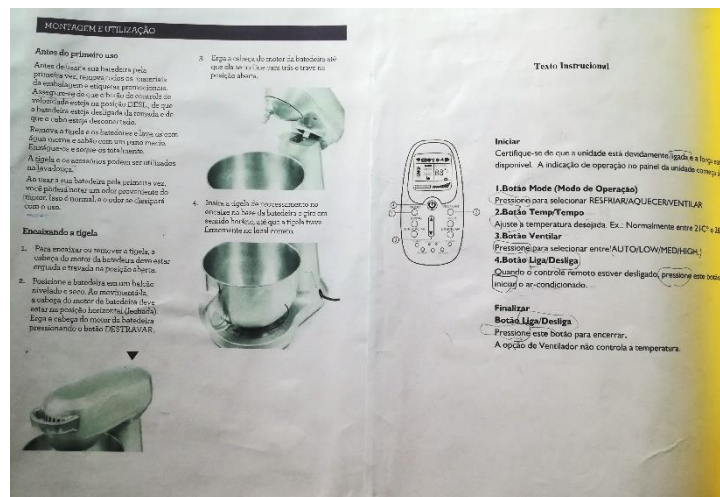 MONTAGEM E UTILIZAÇÃO
Antes do primeiro uso
Antes de usar a sua batedeira pela
primeira vez, remova todos os materiais
da embalagem e etiquetas promocionais.
Assegure-se de que o botão de controle de
velocidade esteja na posição DESL., de que
a batedeira esteja desligada da tomada e de
que o cabo esteja desconectado.
Remova a tigela e os batedores e lave os com
água morna e sabão com um pano macio.
Enxágue-os e seque os totalmente.
A tigela e os acessórios podem ser utilizados
na lavadouça.
Ao usar a sua batedeira pela primeira vez,
você poderá notar um odor proveniente do
motor. Isso é normal, e o odor se dissipará
com o uso.
Encaixando a tigela
1. Para encaixar ou remover a tigela, a
cabeça do motor da batedeira deve estar
erguida e travada na posição aberta.
2. Posicione a batedeira em um balcão
nivelado e seco. Ao movimentá-la,
a cabeça do motor da batedeira deve
estar na posição horizontal (fechada).
Erga a cabeça do motor da batedeira
pressionando o botão DESTRAVAR.
3. Erga a cabeça do motor da batedeira até
que ela se incline para trás e trave na
posição aberta.
4. Insira a tigela de processamento no
encaixe na base da batedeira e gire em
sentido horário, até que a tigela trave
firmemente no local correto.
Texto Instrucional
Iniciar
Certifique-se de que a unidade está devidamente ligada e a força
disponível. A indicação de operação no painel da unidade começa
1.Botão Mode (Modo de Operação)
Pressione para selecionar RESFRIAR/AQUECER/VENTILAR
2.Botão Temp/Tempo
Ajuste a temperatura desejada. Ex.: Normalmente entre 21C° e
3.Botão Ventilar
Pressione para selecionar entre AUTO/LOW/MED/HIGH.
4.Botão Liga/Desliga
Quando o controle remoto estiver desligado, pressione este botão
iniciar o ar-condicionado.
Finalizar
Botão Liga/Desliga
Pressione este botão para encerrar.
A opção de Ventilador não controla a temperatura.